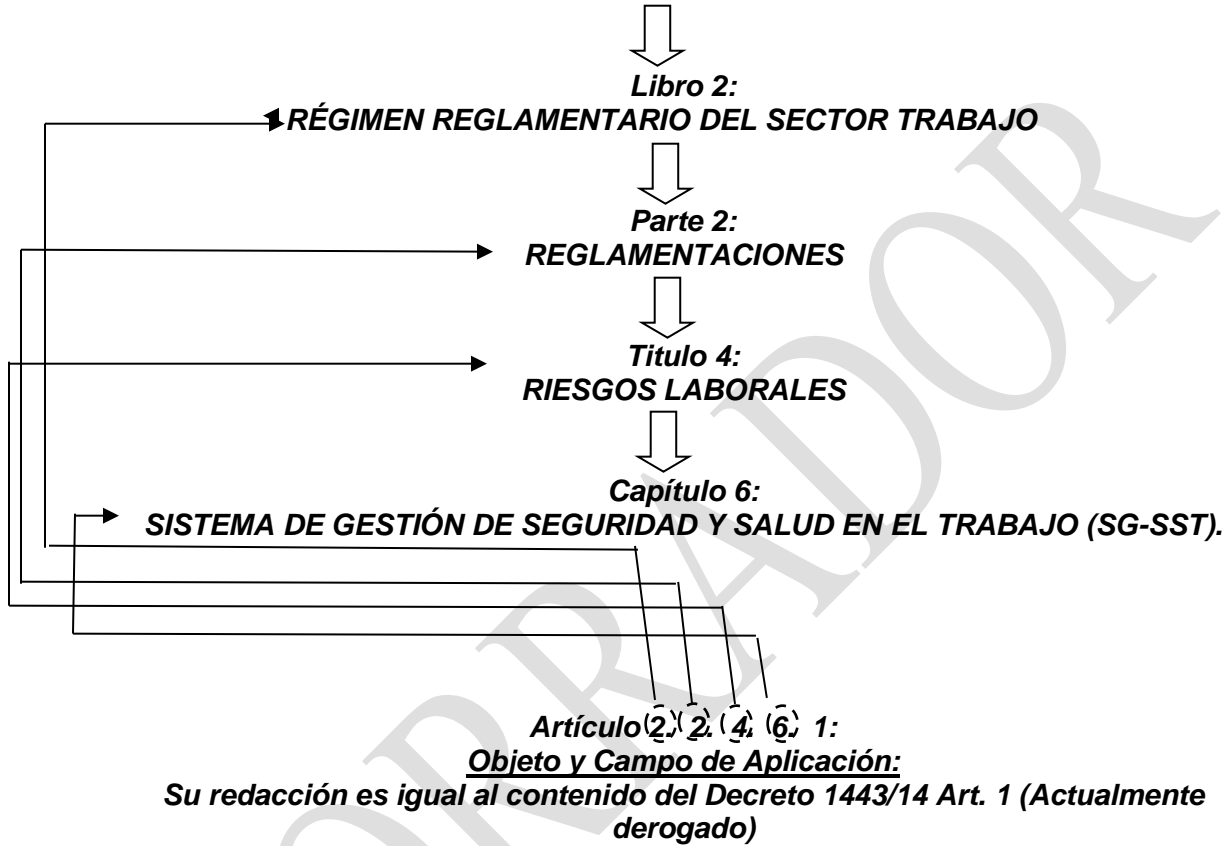 Libro 2:
RÉGIMEN REGLAMENTARIO DEL SECTOR TRABAJO
Parte 2:
REGLAMENTACIONES
Titulo 4:
RIESGOS LABORALES
Capítulo 6:
SISTEMA DE GESTIÓN DE SEGURIDAD Y SALUD EN EL TRABAJO (SG-SST).
Artículo 2. 2. 4. 6. 1:
Objeto y Campo de Aplicación:
Su redacción es igual al contenido del Decreto 1443/14 Art. 1 (Actualmente
derogado)
ORRADOR